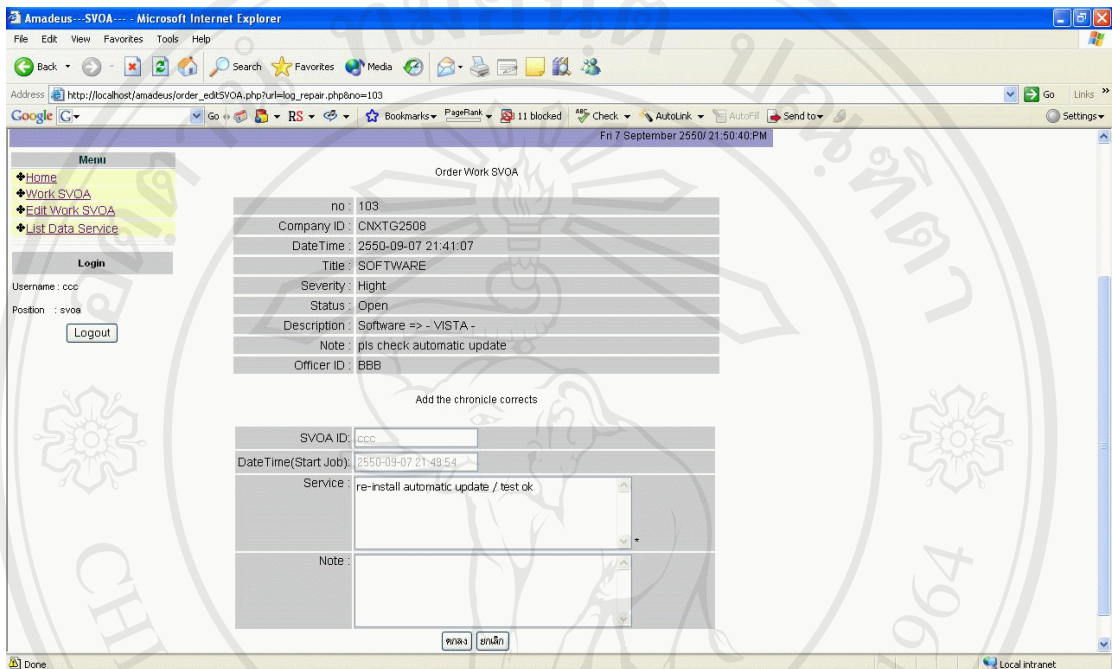 Amadeus---SVOA--- - Microsoft Internet Explorer
File Edit View Favorites Tools Help
Back Search Favorites Media
Address http://localhost/amadeus/order_editSVOA.php?url=log_repair.php&no=103 Go Links »
Google G Go RS Bookmarks PageRank 11 blocked ABC Check AutoLink AutoFill Send to Settings
Fri 7 September 2550/ 21:50:40:PM
Menu
Home
Work SVOA
Edit Work SVOA
List Data Service
Login
Username : ccc
Position : svoa
Logout
Order Work SVOA
no : 103
Company ID : CNXTG2508
DateTime : 2550-09-07 21:41:07
Title : SOFTWARE
Severity : Hight
Status : Open
Description : Software => - VISTA -
Note : pls check automatic update
Officer ID : BBB
Add the chronicle corrects
SVOA ID: ccc
DateTime(Start Job): 2550-09-07 21:49:54
Service : re-install automatic update / test ok
*
Note :
ตกลง ยกเลิก
Done Local intranet
1964